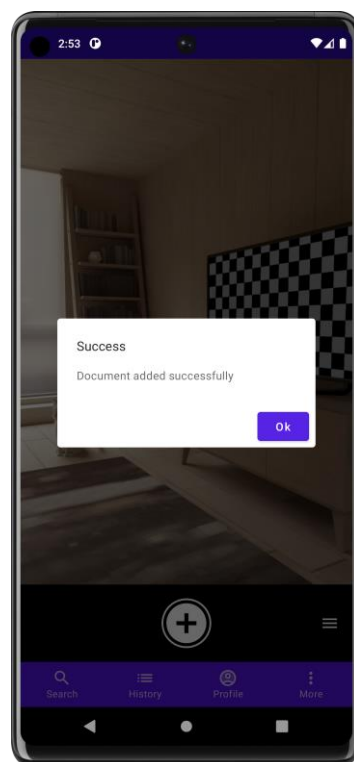 2:53
Success
Document added successfully
Ok
Search
History
Profile
More